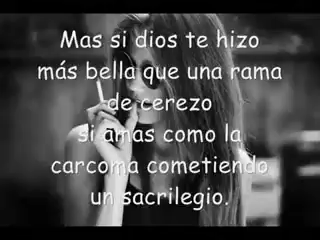 Mas si dios te hizo
más bella que una rama
de cerezo
si amas como la
carcoma cometiendo
un sacrilegio.